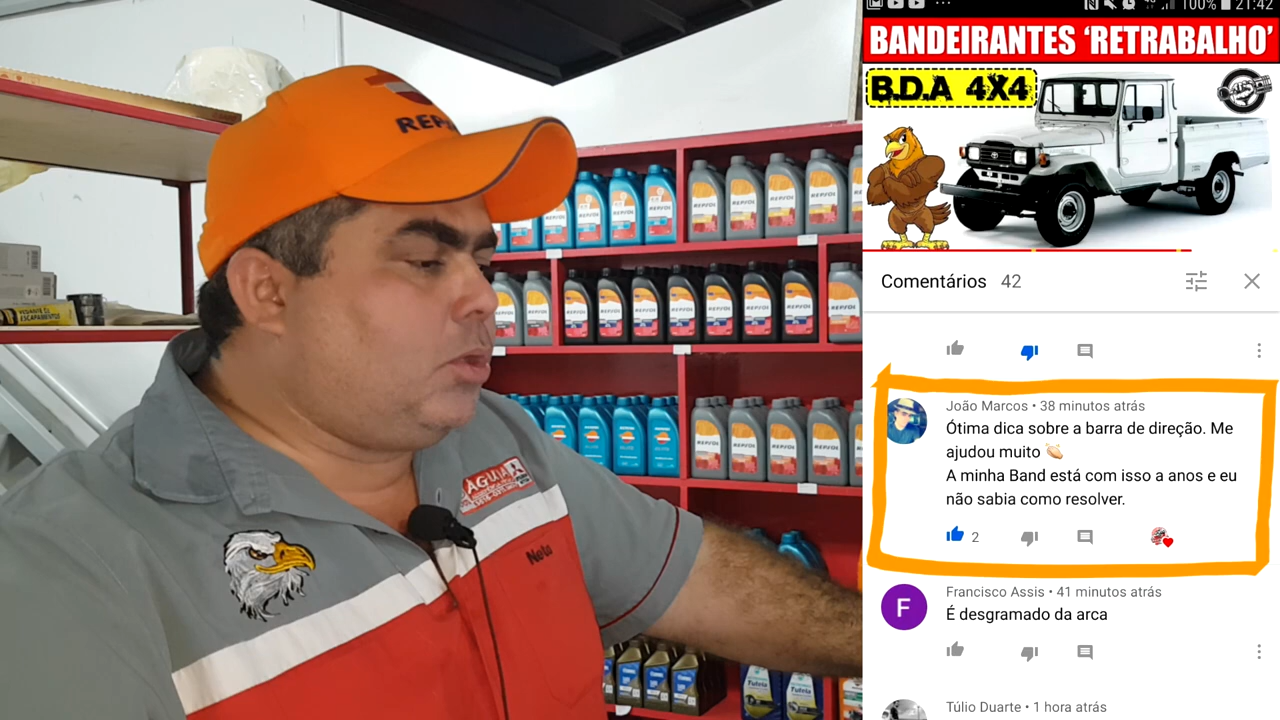 REPSOL
ÁGUIA
Nelo
REPSOL
Tutela
Tutela
100% 21:42
BANDEIRANTES ‘RETRABALHO’
B.D.A 4X4
Comentários 42
João Marcos • 38 minutos atrás
Ótima dica sobre a barra de direção. Me
ajudou muito 👏🏻
A minha Band está com isso a anos e eu
não sabia como resolver.
2
F
Francisco Assis • 41 minutos atrás
É desgramado da arca
Túlio Duarte • 1 hora atrás